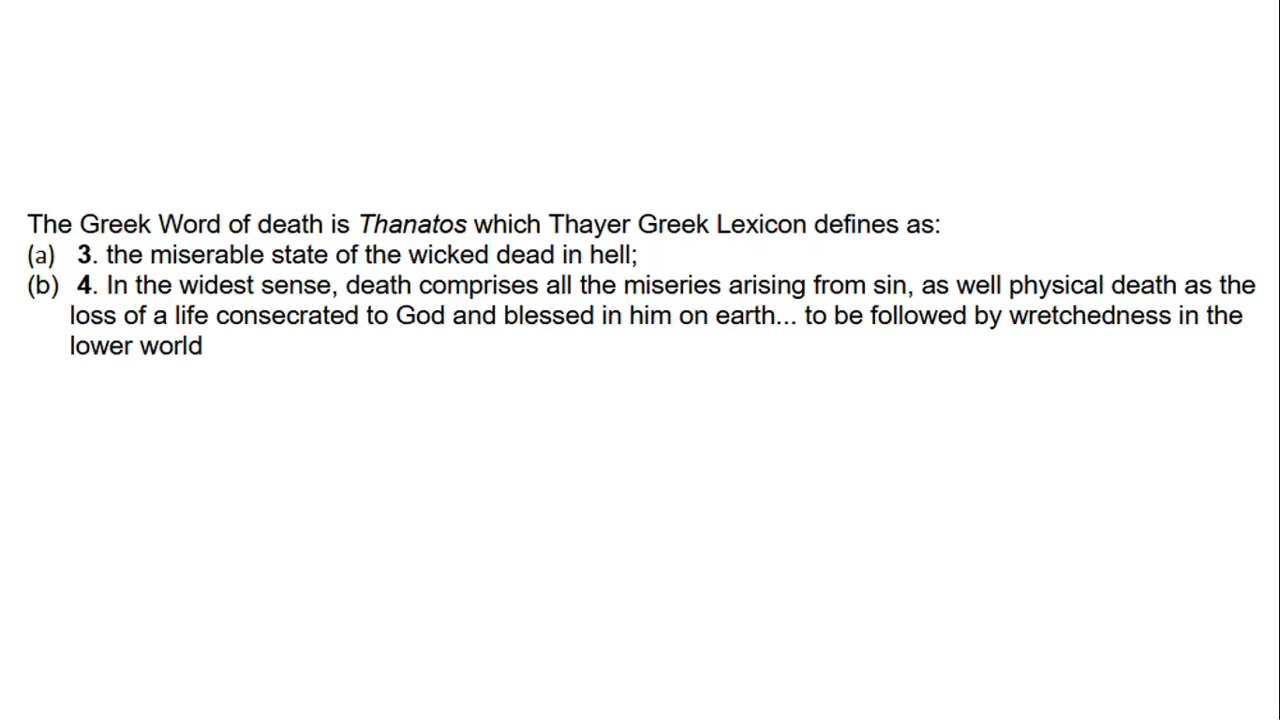 The Greek Word of death is Thanatos which Thayer Greek Lexicon defines as:
(a) 3. the miserable state of the wicked dead in hell;
(b) 4. In the widest sense, death comprises all the miseries arising from sin, as well physical death as the
loss of a life consecrated to God and blessed in him on earth... to be followed by wretchedness in the
lower world